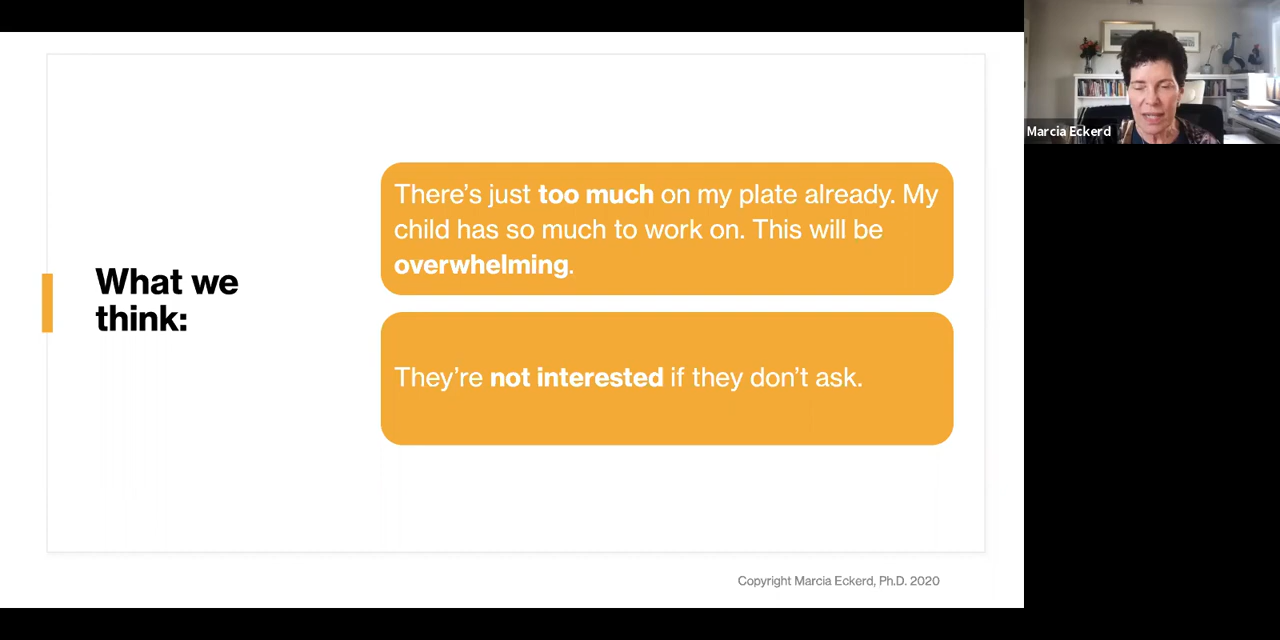 What we
think:
There’s just too much on my plate already. My
child has so much to work on. This will be
overwhelming.
They’re not interested if they don’t ask.
Copyright Marcia Eckerd, Ph.D. 2020
Marcia Eckerd